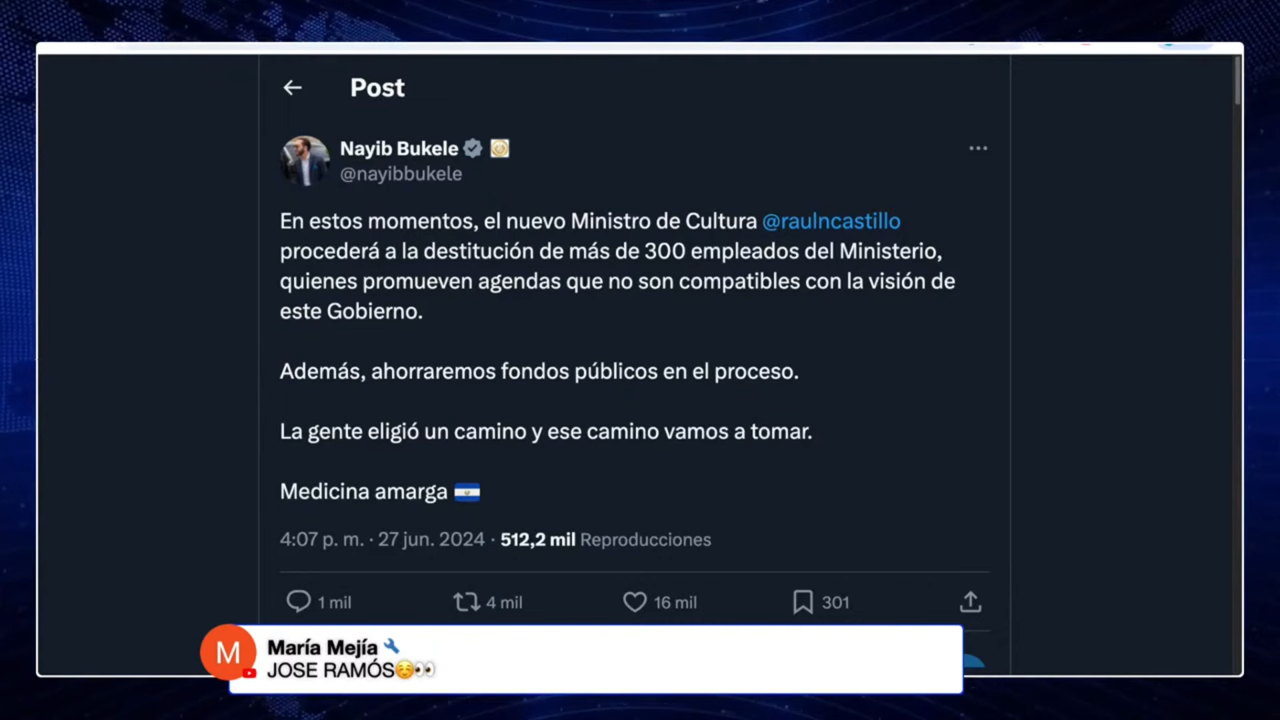 Post
Nayib Bukele
@nayibbukele
En estos momentos, el nuevo Ministro de Cultura @raulncastillo
procederá a la destitución de más de 300 empleados del Ministerio,
quienes promueven agendas que no son compatibles con la visión de
este Gobierno.
Además, ahorraremos fondos públicos en el proceso.
La gente eligió un camino y ese camino vamos a tomar.
Medicina amarga 🇸🇻
4:07 p. m. · 27 jun. 2024 · 512,2 mil Reproducciones
1 mil 4 mil 16 mil 301
M
María Mejía 🔧
JOSE RAMÓS☺️👀